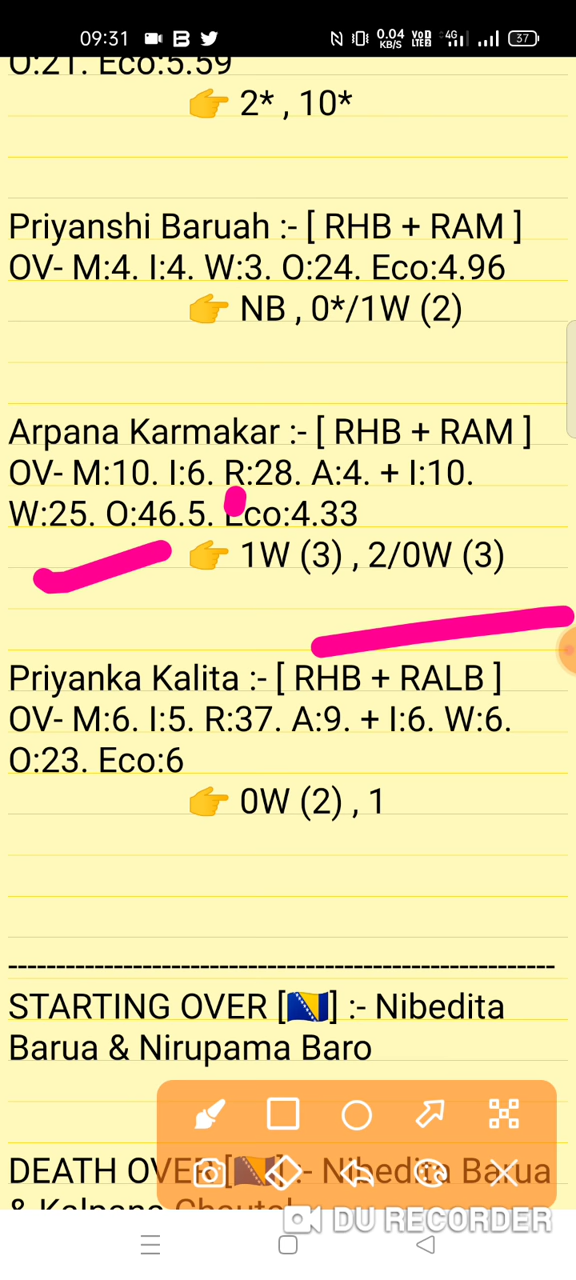 09:31
0.04 KB/S VoD LTE2 4G 37
O:21. Eco:5.59
👉 2* , 10*
Priyanshi Baruah :- [ RHB + RAM ]
OV- M:4. I:4. W:3. O:24. Eco:4.96
👉 NB , 0*/1W (2)
Arpana Karmakar :- [ RHB + RAM ]
OV- M:10. I:6. R:28. A:4. + I:10.
W:25. O:46.5. Eco:4.33
👉 1W (3) , 2/0W (3)
Priyanka Kalita :- [ RHB + RALB ]
OV- M:6. I:5. R:37. A:9. + I:6. W:6.
O:23. Eco:6
👉 0W (2) , 1
------------------------------------------------------
STARTING OVER [🇧🇦] :- Nibedita
Barua & Nirupama Baro
DEATH OVER [🇧🇦] :- Nibedita Barua
& Kalpana
DU RECORDER